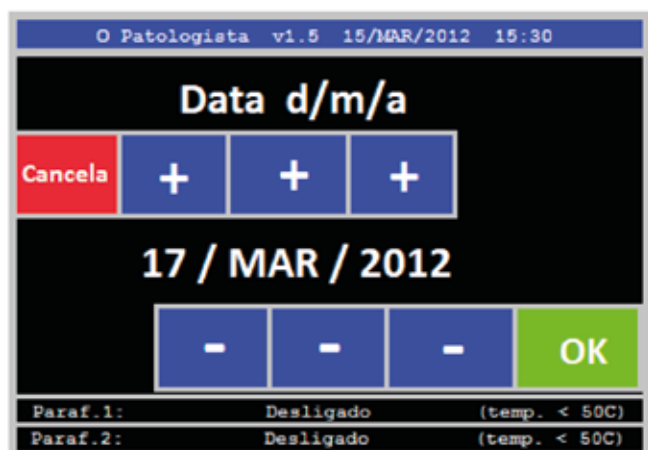 O Patologista v1.5 15/MAR/2012 15:30
Data d/m/a
Cancela + + +
17 / MAR / 2012
- - - OK
Paraf.1: Desligado (temp. < 50C)
Paraf.2: Desligado (temp. < 50C)